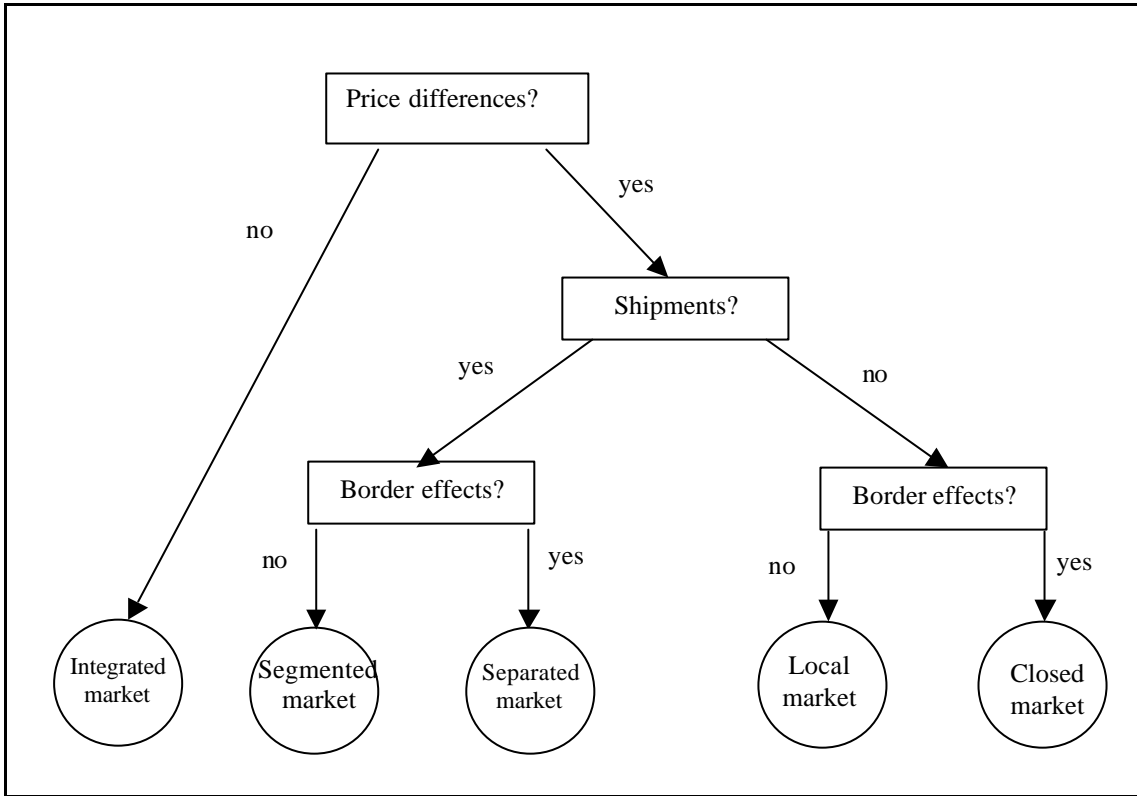 Price differences?
yes
no
Shipments?
yes
no
Border effects?
Border effects?
no
yes
no
yes
Integrated
market
Segmented
market
Separated
market
Local
market
Closed
market